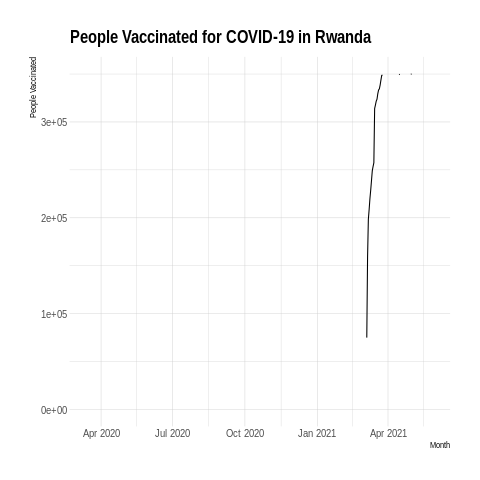 People Vaccinated for COVID-19 in Rwanda
People Vaccinated
3e+05
2e+05
1e+05
0e+00
Apr 2020
Jul 2020
Oct 2020
Jan 2021
Apr 2021
Month